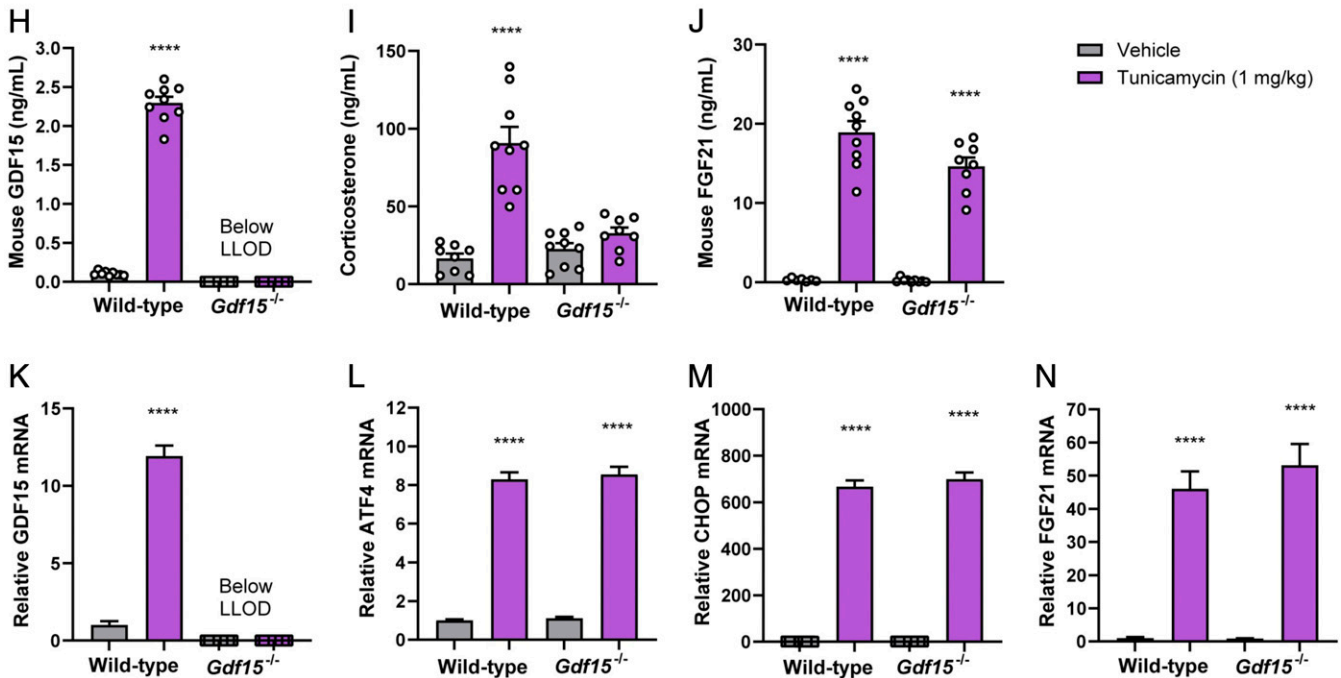 H
Mouse GDF15 (ng/mL)
3.0
2.5
2.0
1.5
1.0
0.5
0.0
****
Below
LLOD
Wild-type
Gdf15-/-
I
Corticosterone (ng/mL)
150
100
50
0
****
Wild-type
Gdf15-/-
J
Mouse FGF21 (ng/mL)
30
20
10
0
****
****
Wild-type
Gdf15-/-
Vehicle
Tunicamycin (1 mg/kg)
K
Relative GDF15 mRNA
15
10
5
0
****
Below
LLOD
Wild-type
Gdf15-/-
L
Relative ATF4 mRNA
12
10
8
6
4
2
0
****
****
Wild-type
Gdf15-/-
M
Relative CHOP mRNA
1000
800
600
400
200
0
****
****
Wild-type
Gdf15-/-
N
Relative FGF21 mRNA
70
60
50
40
30
20
10
0
****
****
Wild-type
Gdf15-/-